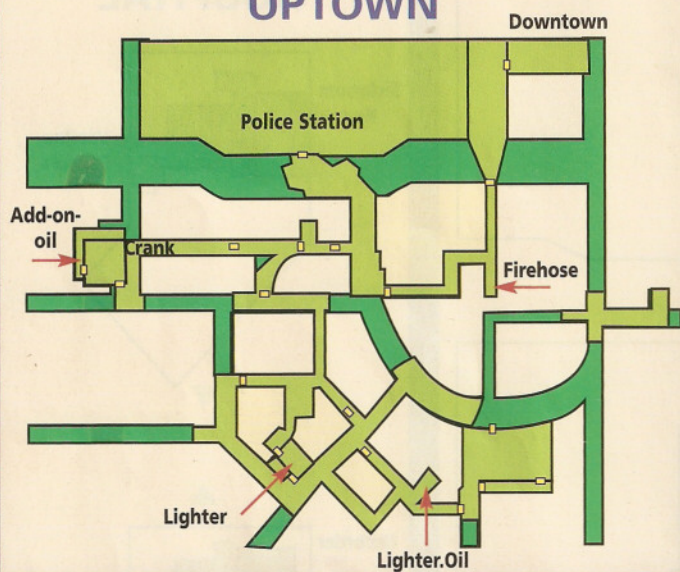 UPTOWN
Downtown
Police Station
Add-on-
oil
Crank
Firehose
Lighter
Lighter.Oil